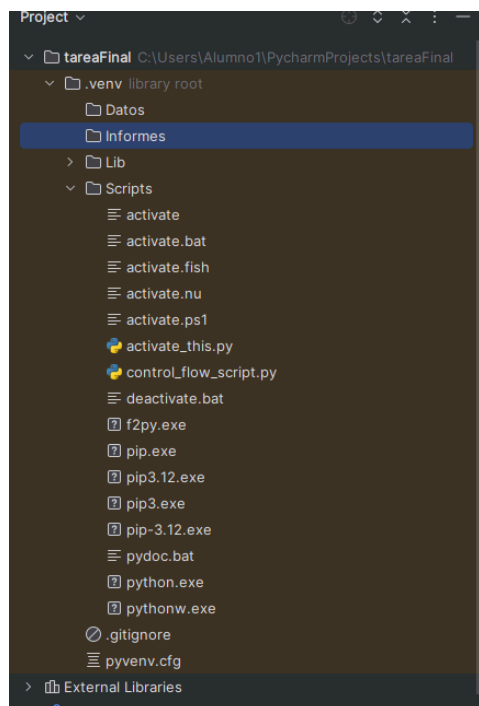 Project
tareaFinal C:\Users\Alumno1\PycharmProjects\tareaFinal
.venv library root
Datos
Informes
Lib
Scripts
activate
activate.bat
activate.fish
activate.nu
activate.ps1
activate_this.py
control_flow_script.py
deactivate.bat
f2py.exe
pip.exe
pip3.12.exe
pip3.exe
pip-3.12.exe
pydoc.bat
python.exe
pythonw.exe
.gitignore
pyvenv.cfg
External Libraries